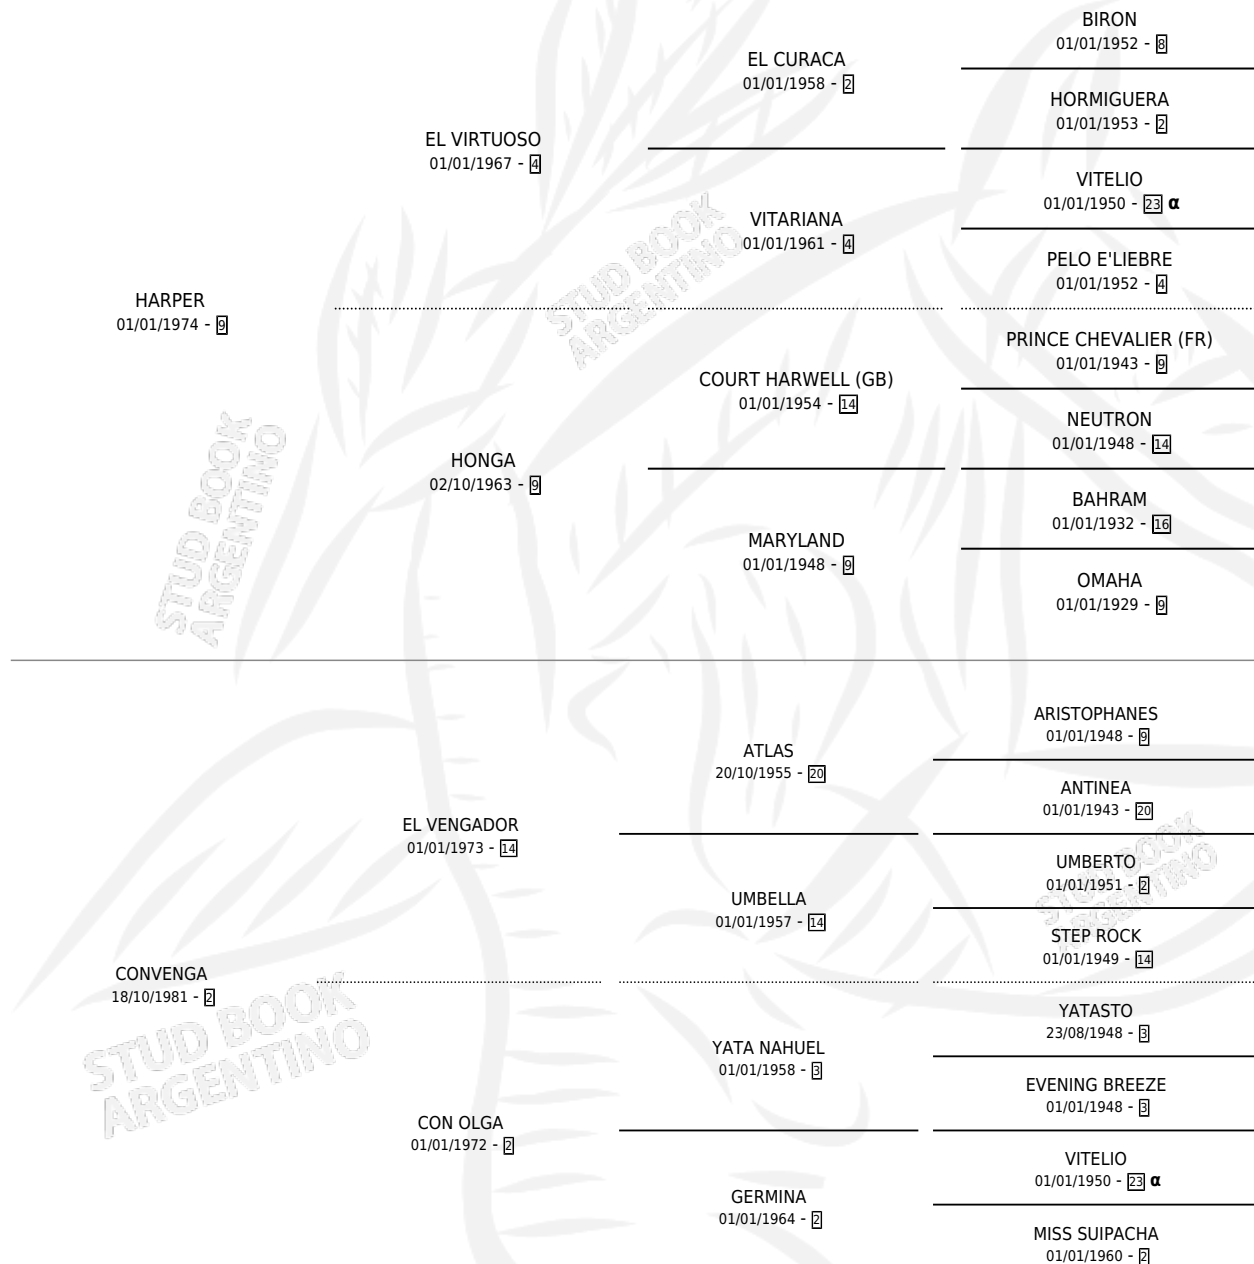 BIRON
01/01/1952 - 8
EL CURACA
01/01/1958 - 2
HORMIGUERA
01/01/1953 - 2
EL VIRTUOSO
01/01/1967 - 4
VITELIO
01/01/1950 - 23 α
VITARIANA
01/01/1961 - 4
PELO E'LIEBRE
01/01/1952 - 4
HARPER
01/01/1974 - 9
STUD BOOK
ARGENTINO
PRINCE CHEVALIER (FR)
01/01/1943 - 9
COURT HARWELL (GB)
01/01/1954 - 14
NEUTRON
01/01/1948 - 14
HONGA
02/10/1963 - 9
STUD BOOK
ARGENTINO
BAHRAM
01/01/1932 - 16
MARYLAND
01/01/1948 - 9
OMAHA
01/01/1929 - 9
ARISTOPHANES
01/01/1948 - 9
ATLAS
20/10/1955 - 20
ANTINEA
01/01/1943 - 20
EL VENGADOR
01/01/1973 - 14
STUD BOOK
ARGENTINO
UMBERTO
01/01/1951 - 2
UMBELLA
01/01/1957 - 14
STEP ROCK
01/01/1949 - 14
CONVENGA
18/10/1981 - 2
STUD BOOK
ARGENTINO
YATASTO
23/08/1948 - 3
YATA NAHUEL
01/01/1958 - 3
EVENING BREEZE
01/01/1948 - 3
CON OLGA
01/01/1972 - 2
VITELIO
01/01/1950 - 23 α
GERMINA
01/01/1964 - 2
MISS SUIPACHA
01/01/1960 - 2